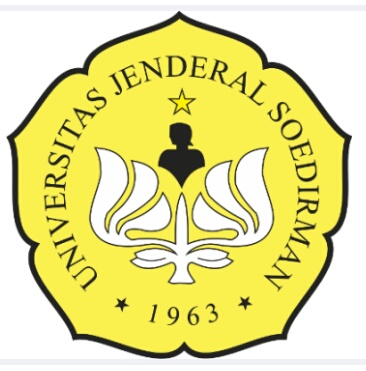 UNIVERSITAS JENDERAL SOEDIRMAN
1963